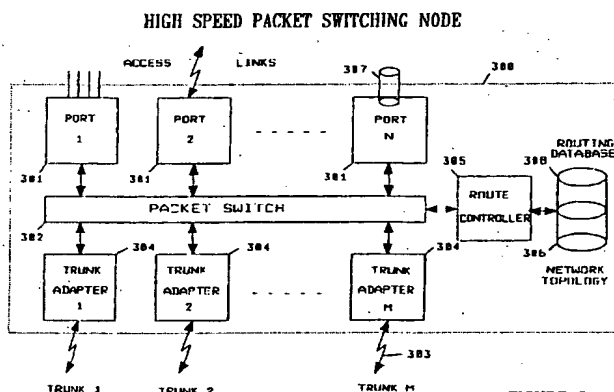 HIGH SPEED PACKET SWITCHING NODE
ACCESS LINKS
307
300
PORT 1
PORT 2
PORT N
301
301
301
305
ROUTING DATABASE
308
ROUTE CONTROLLER
PACKET SWITCH
302
304
304
304
306
TRUNK ADAPTER 1
TRUNK ADAPTER 2
TRUNK ADAPTER M
NETWORK TOPOLOGY
303
TRUNK 1
TRUNK 2
TRUNK M